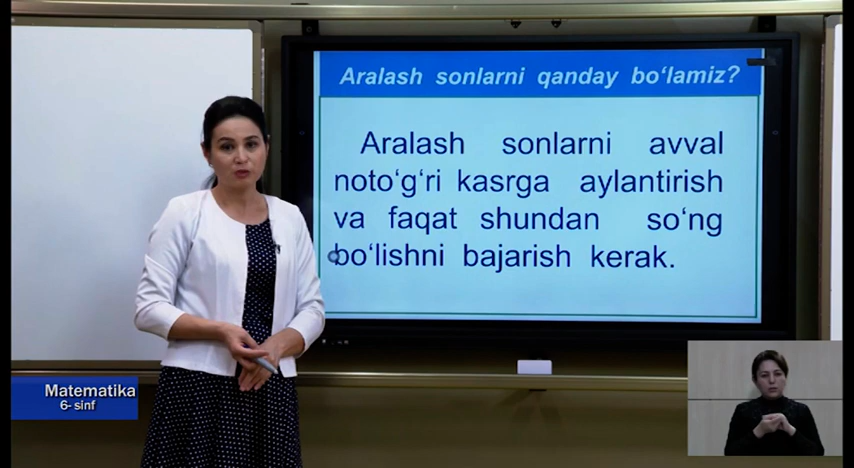 Aralash sonlarni qanday bo‘lamiz?
Aralash sonlarni avval
noto‘g‘ri kasrga aylantirish
va faqat shundan so‘ng
bo‘lishni bajarish kerak.
Matematika
6- sinf